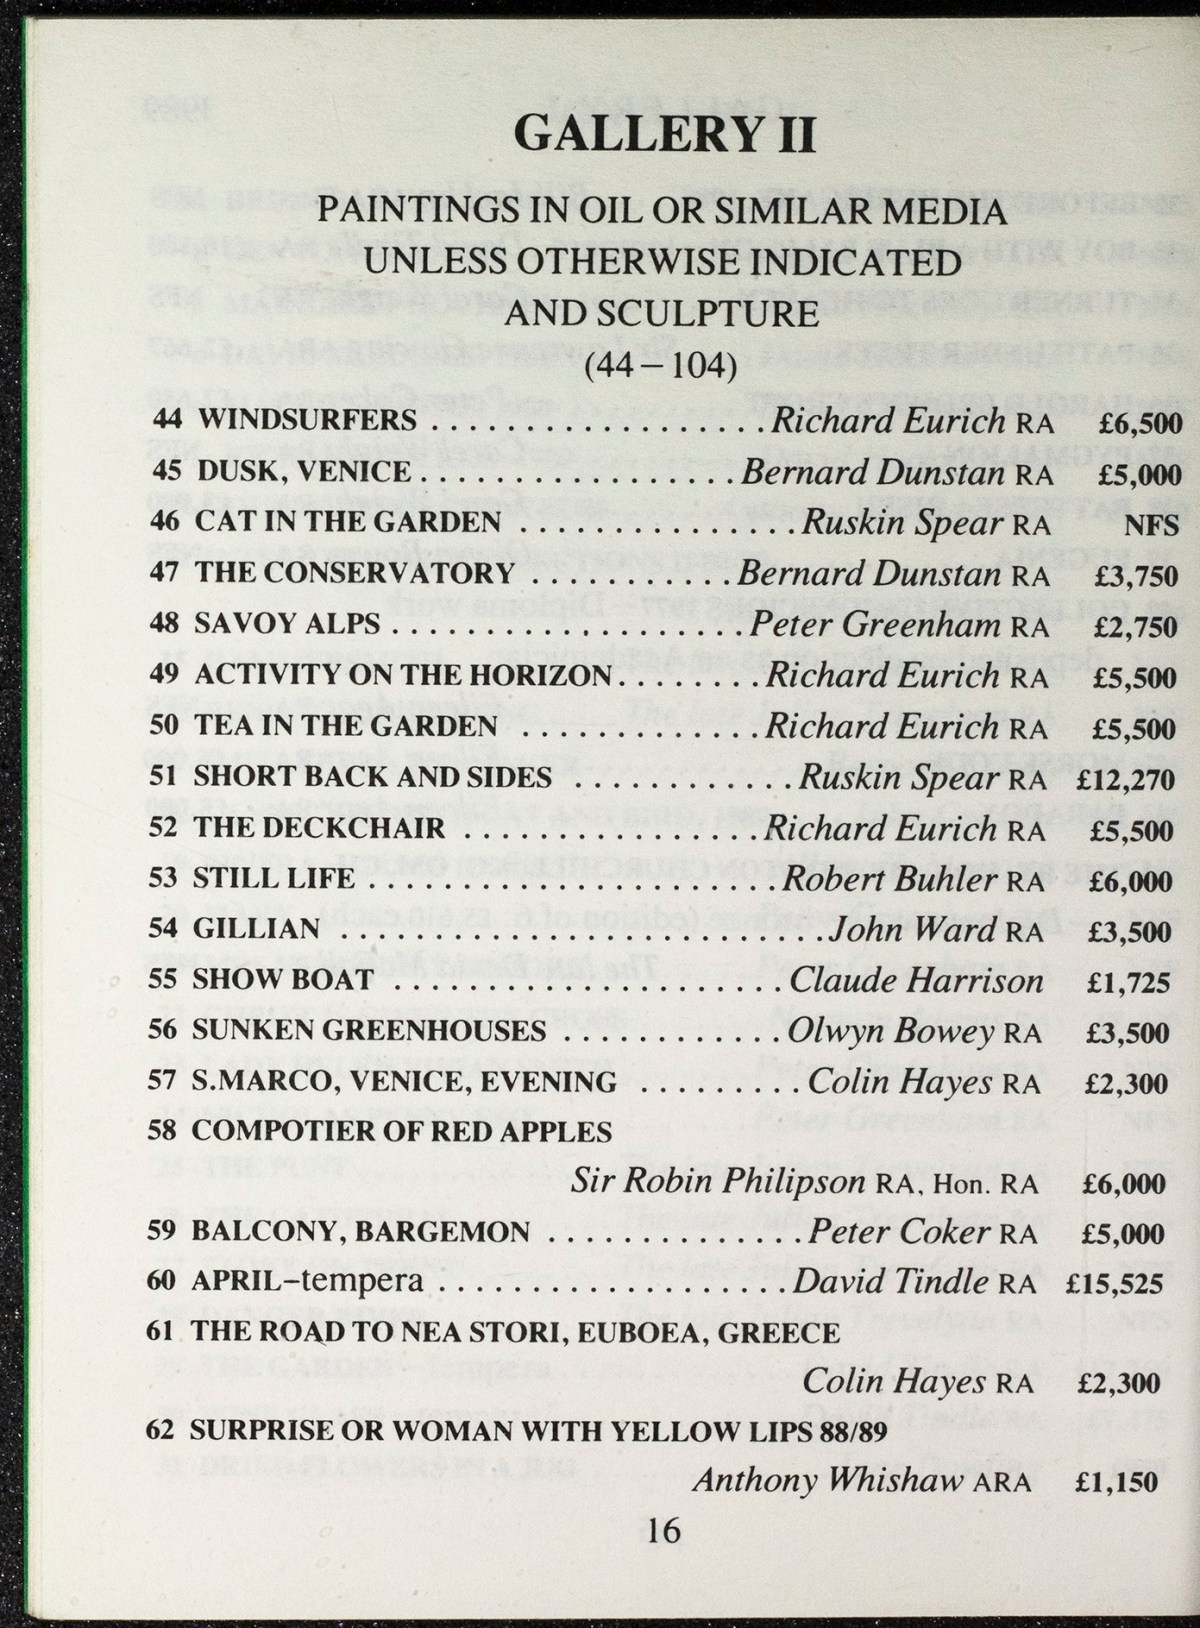 GALLERY II
PAINTINGS IN OIL OR SIMILAR MEDIA
UNLESS OTHERWISE INDICATED
AND SCULPTURE
(44 – 104)
44 WINDSURFERS . . . . . . . . . . . . . . . . . . . Richard Eurich RA £6,500
45 DUSK, VENICE . . . . . . . . . . . . . . . . . . Bernard Dunstan RA £5,000
46 CAT IN THE GARDEN . . . . . . . . . . . . . . . . Ruskin Spear RA NFS
47 THE CONSERVATORY . . . . . . . . . . . . Bernard Dunstan RA £3,750
48 SAVOY ALPS . . . . . . . . . . . . . . . . . . . . Peter Greenham RA £2,750
49 ACTIVITY ON THE HORIZON . . . . . . . . Richard Eurich RA £5,500
50 TEA IN THE GARDEN . . . . . . . . . . . . . . Richard Eurich RA £5,500
51 SHORT BACK AND SIDES . . . . . . . . . . . . . Ruskin Spear RA £12,270
52 THE DECKCHAIR . . . . . . . . . . . . . . . . . Richard Eurich RA £5,500
53 STILL LIFE . . . . . . . . . . . . . . . . . . . . . . . . Robert Buhler RA £6,000
54 GILLIAN . . . . . . . . . . . . . . . . . . . . . . . . . . . . John Ward RA £3,500
55 SHOW BOAT . . . . . . . . . . . . . . . . . . . . . . . Claude Harrison £1,725
56 SUNKEN GREENHOUSES . . . . . . . . . . . . . Olwyn Bowey RA £3,500
57 S.MARCO, VENICE, EVENING . . . . . . . . . Colin Hayes RA £2,300
58 COMPOTIER OF RED APPLES
Sir Robin Philipson RA, Hon. RA £6,000
59 BALCONY, BARGEMON . . . . . . . . . . . . . . . Peter Coker RA £5,000
60 APRIL–tempera . . . . . . . . . . . . . . . . . . . . David Tindle RA £15,525
61 THE ROAD TO NEA STORI, EUBOEA, GREECE
Colin Hayes RA £2,300
62 SURPRISE OR WOMAN WITH YELLOW LIPS 88/89
Anthony Whishaw ARA £1,150
16